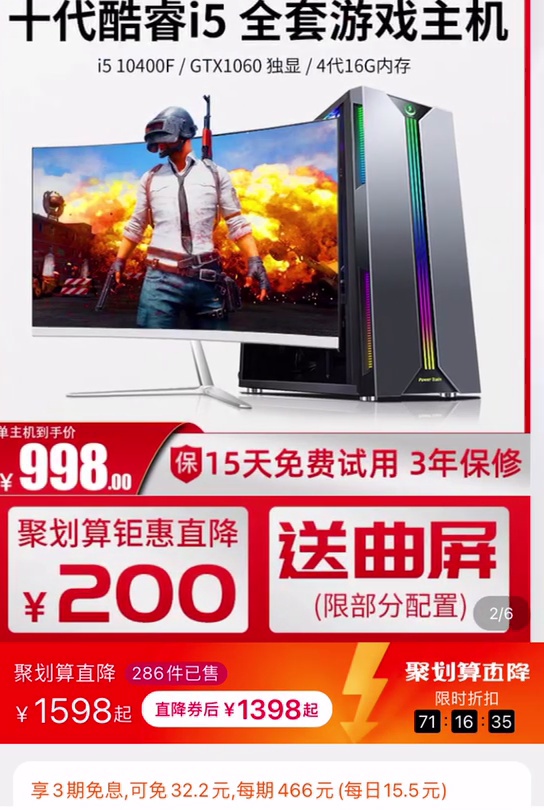 十代酷睿i5 全套游戏主机
i5 10400F / GTX1060 独显 / 4代16G内存
Power Train
单主机到手价
¥998.00
保 15天免费试用 3年保修
聚划算钜惠直降
¥200
送曲屏
(限部分配置)
2/6
聚划算直降 286件已售
¥1598起 直降券后¥1398起
聚划算直降
限时折扣
71:16:35
享3期免息,可免32.2元,每期466元(每日15.5元)